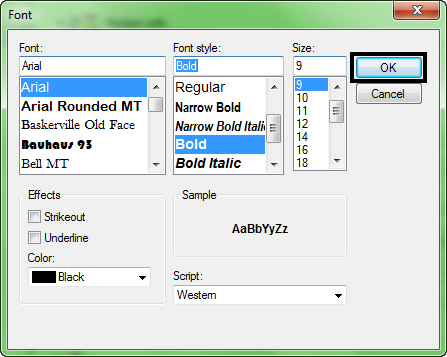 Font
Font:
Font style:
Size:
Arial
Bold
9
OK
Cancel
Arial
Arial Rounded MT
Baskerville Old Face
Bauhaus 93
Bell MT
Regular
Narrow Bold
Narrow Bold Itali
Bold
Bold Italic
9
10
11
12
14
16
18
Effects
Strikeout
Underline
Color:
Black
Sample
AaBbYyZz
Script:
Western